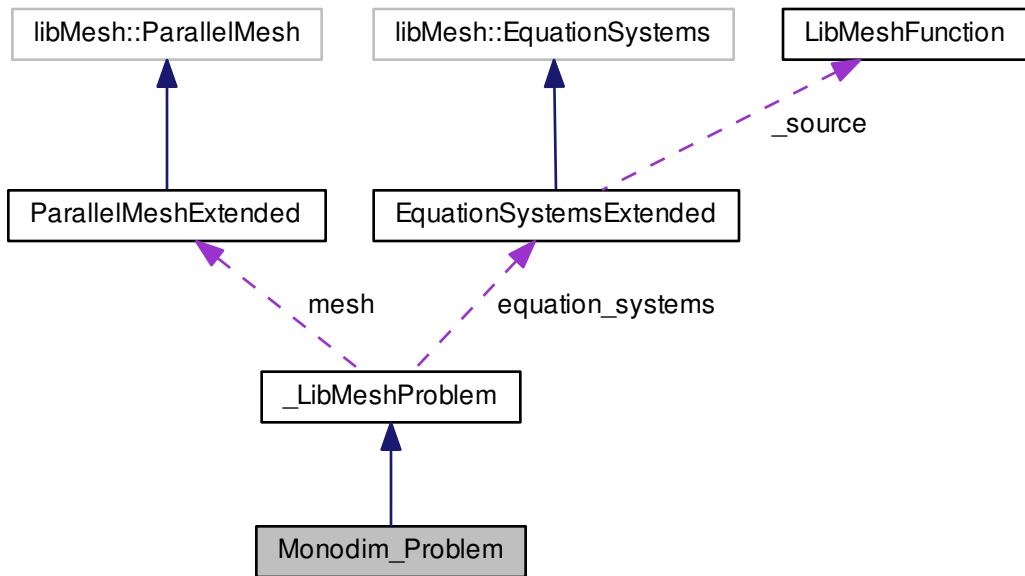 libMesh::ParallelMesh
libMesh::EquationSystems
LibMeshFunction
_source
ParallelMeshExtended
EquationSystemsExtended
mesh
equation_systems
_LibMeshProblem
Monodim_Problem